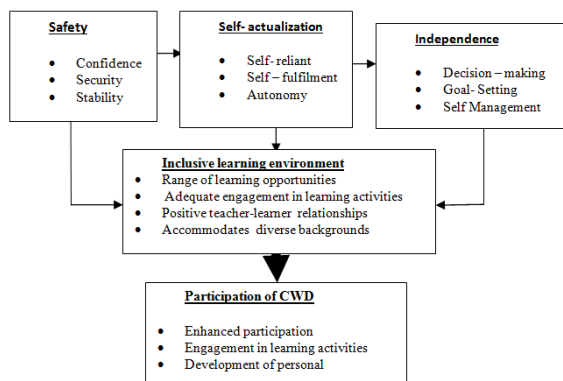 Safety
• Confidence
• Security
• Stability
Self- actualization
• Self- reliant
• Self – fulfilment
• Autonomy
Independence
• Decision – making
• Goal- Setting
• Self Management
Inclusive learning environment
• Range of learning opportunities
• Adequate engagement in learning activities
• Positive teacher-learner relationships
• Accommodates diverse backgrounds
Participation of CWD
• Enhanced participation
• Engagement in learning activities
• Development of personal